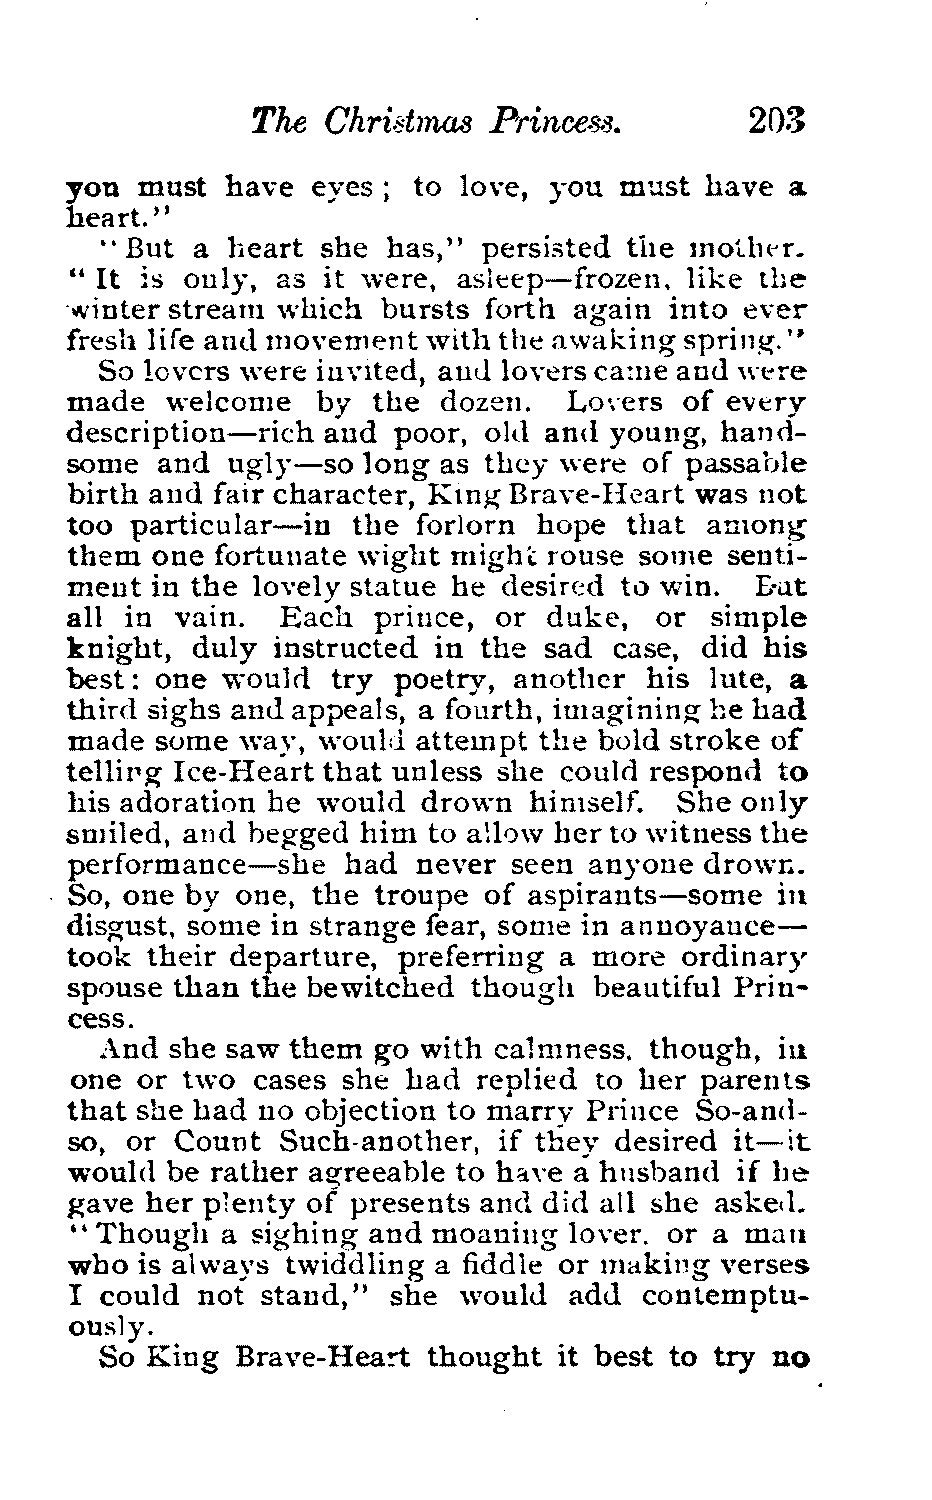 The Christmas Princess. 203
you must have eyes; to love, you must have a
heart."
"But a heart she has," persisted the mother.
"It is only, as it were, asleep—frozen, like the
winter stream which bursts forth again into ever
fresh life and movement with the awaking spring."
So lovers were invited, and lovers came and were
made welcome by the dozen. Lovers of every
description—rich and poor, old and young, hand-
some and ugly—so long as they were of passable
birth and fair character, King Brave-Heart was not
too particular—in the forlorn hope that among
them one fortunate wight might rouse some senti-
ment in the lovely statue he desired to win. But
all in vain. Each prince, or duke, or simple
knight, duly instructed in the sad case, did his
best: one would try poetry, another his lute, a
third sighs and appeals, a fourth, imagining he had
made some way, would attempt the bold stroke of
telling Ice-Heart that unless she could respond to
his adoration he would drown himself. She only
smiled, and begged him to allow her to witness the
performance—she had never seen anyone drown.
So, one by one, the troupe of aspirants—some in
disgust, some in strange fear, some in annoyance—
took their departure, preferring a more ordinary
spouse than the bewitched though beautiful Prin-
cess.
And she saw them go with calmness, though, in
one or two cases she had replied to her parents
that she had no objection to marry Prince So-and-
so, or Count Such-another, if they desired it—it
would be rather agreeable to have a husband if he
gave her plenty of presents and did all she asked.
"Though a sighing and moaning lover, or a man
who is always twiddling a fiddle or making verses
I could not stand," she would add contemptu-
ously.
So King Brave-Heart thought it best to try no